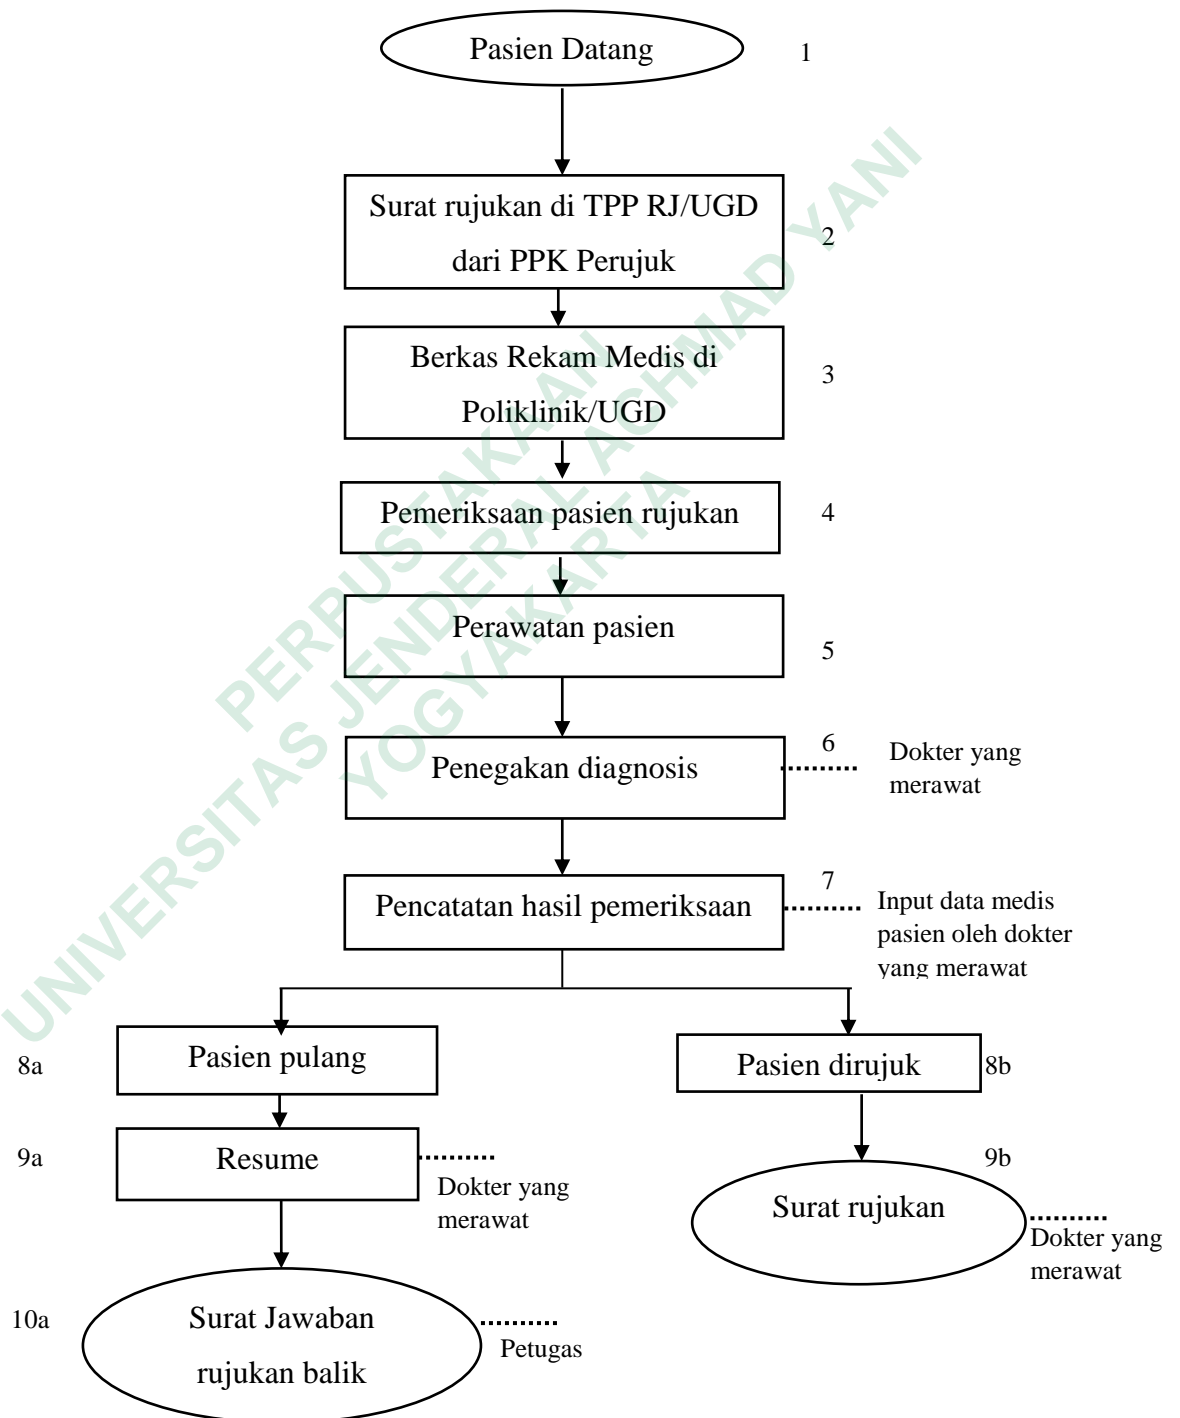 Pasien Datang
1
Surat rujukan di TPP RJ/UGD
dari PPK Perujuk
2
Berkas Rekam Medis di
Poliklinik/UGD
3
Pemeriksaan pasien rujukan
4
Perawatan pasien
5
Penegakan diagnosis
6
Dokter yang
merawat
Pencatatan hasil pemeriksaan
7
Input data medis
pasien oleh dokter
yang merawat
8a
Pasien pulang
Pasien dirujuk
8b
9a
Resume
Dokter yang
merawat
9b
Surat rujukan
Dokter yang
merawat
10a
Surat Jawaban
rujukan balik
Petugas
PERPUSTAKAAN
UNIVERSITAS JENDERAL ACHMAD YANI
YOGYAKARTA